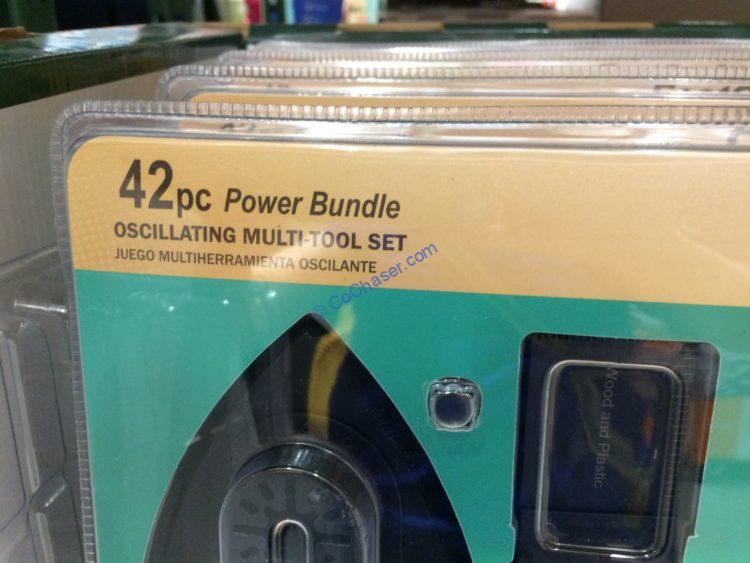 42pc Power Bundle
OSCILLATING MULTI-TOOL SET
JUEGO MULTIHERRAMIENTA OSCILANTE
© CoChaser.com
Wood and Plastic